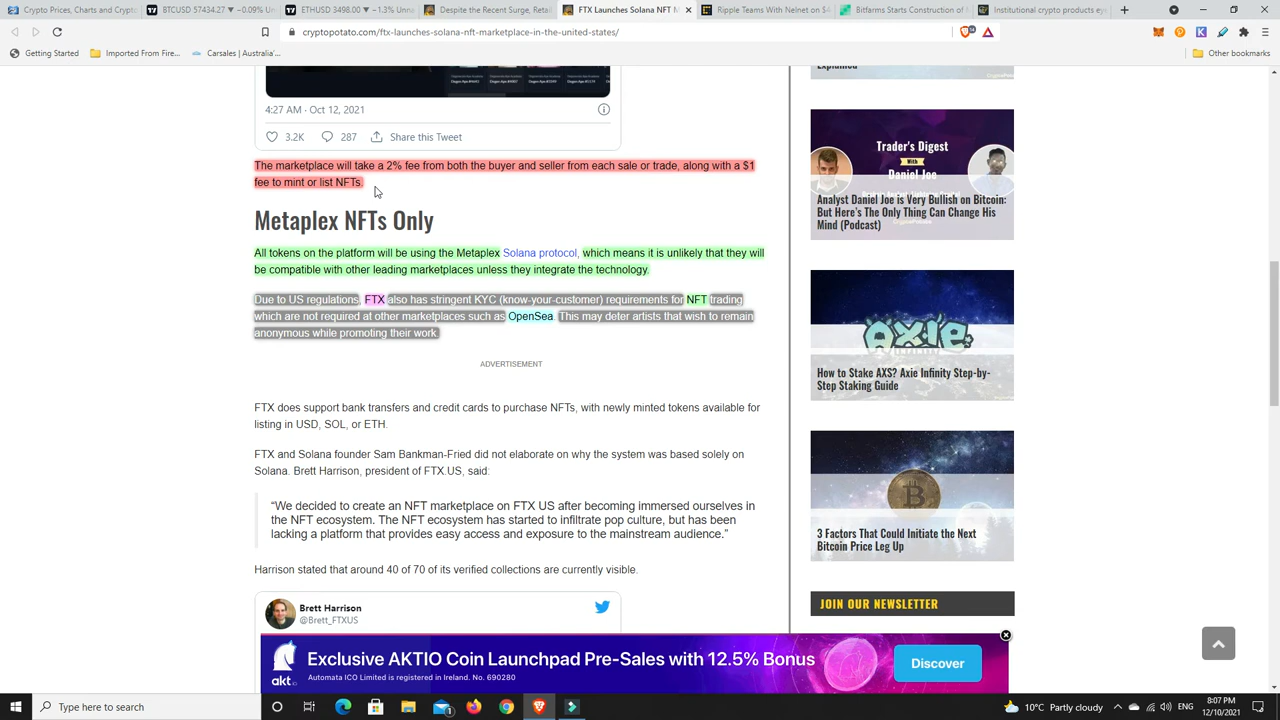 Crypto Prices, Charts and Crypto
BTCUSD 57434.27 ▼ −0.09% Unn
ETHUSD 3498.00 ▼ −1.3% Unn
Despite the Recent Surge, Retail
FTX Launches Solana NFT M
Ripple Teams With Nelnet on $4
Bitfarms Starts Construction of
Institutional crypto products eye
cryptopotato.com/ftx-launches-solana-nft-marketplace-in-the-united-states/
Getting Started
Imported From Fire...
Carsales | Australia'...
Other bookmarks
4:27 AM · Oct 12, 2021
3.2K 287 Share this Tweet
The marketplace will take a 2% fee from both the buyer and seller from each sale or trade, along with a $1
fee to mint or list NFTs.
Metaplex NFTs Only
All tokens on the platform will be using the Metaplex Solana protocol, which means it is unlikely that they will
be compatible with other leading marketplaces unless they integrate the technology.
Due to US regulations, FTX also has stringent KYC (know-your-customer) requirements for NFT trading
which are not required at other marketplaces such as OpenSea. This may deter artists that wish to remain
anonymous while promoting their work.
ADVERTISEMENT
FTX does support bank transfers and credit cards to purchase NFTs, with newly minted tokens available for
listing in USD, SOL, or ETH.
FTX and Solana founder Sam Bankman-Fried did not elaborate on why the system was based solely on
Solana. Brett Harrison, president of FTX.US, said:
“We decided to create an NFT marketplace on FTX US after becoming immersed ourselves in
the NFT ecosystem. The NFT ecosystem has started to infiltrate pop culture, but has been
lacking a platform that provides easy access and exposure to the mainstream audience.”
Harrison stated that around 40 of 70 of its verified collections are currently visible.
Brett Harrison
@Brett_FTXUS
Explained
Trader's Digest
With
Daniel Joe
Analyst Daniel Joe is Very Bullish on Bitcoin:
But Here's The Only Thing Can Change His
Mind (Podcast)
AXIE
INFINITY
How to Stake AXS? Axie Infinity Step-by-
Step Staking Guide
3 Factors That Could Initiate the Next
Bitcoin Price Leg Up
JOIN OUR NEWSLETTER
akt.io
Exclusive AKTIO Coin Launchpad Pre-Sales with 12.5% Bonus
Automata ICO Limited is registered in Ireland. No. 690280
Discover
Type here to search
10°C Partly cloudy
ENG
8:07 PM
12/10/2021